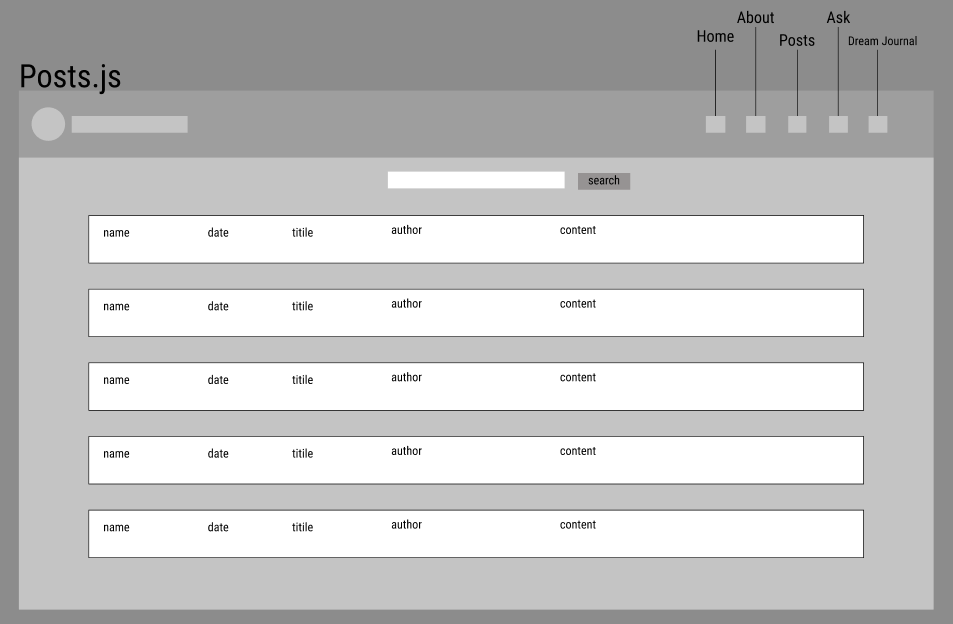 About Ask
Home Posts Dream Journal
Posts.js
search
name date titile author content
name date titile author content
name date titile author content
name date titile author content
name date titile author content